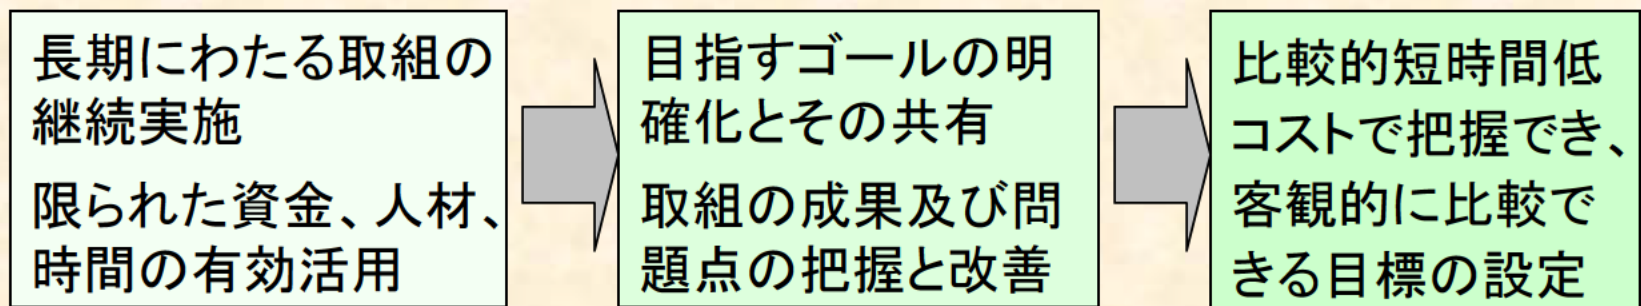 長期にわたる取組の
継続実施
限られた資金、人材、
時間の有効活用
目指すゴールの明
確化とその共有
取組の成果及び問
題点の把握と改善
比較的短時間低
コストで把握でき、
客観的に比較で
きる目標の設定